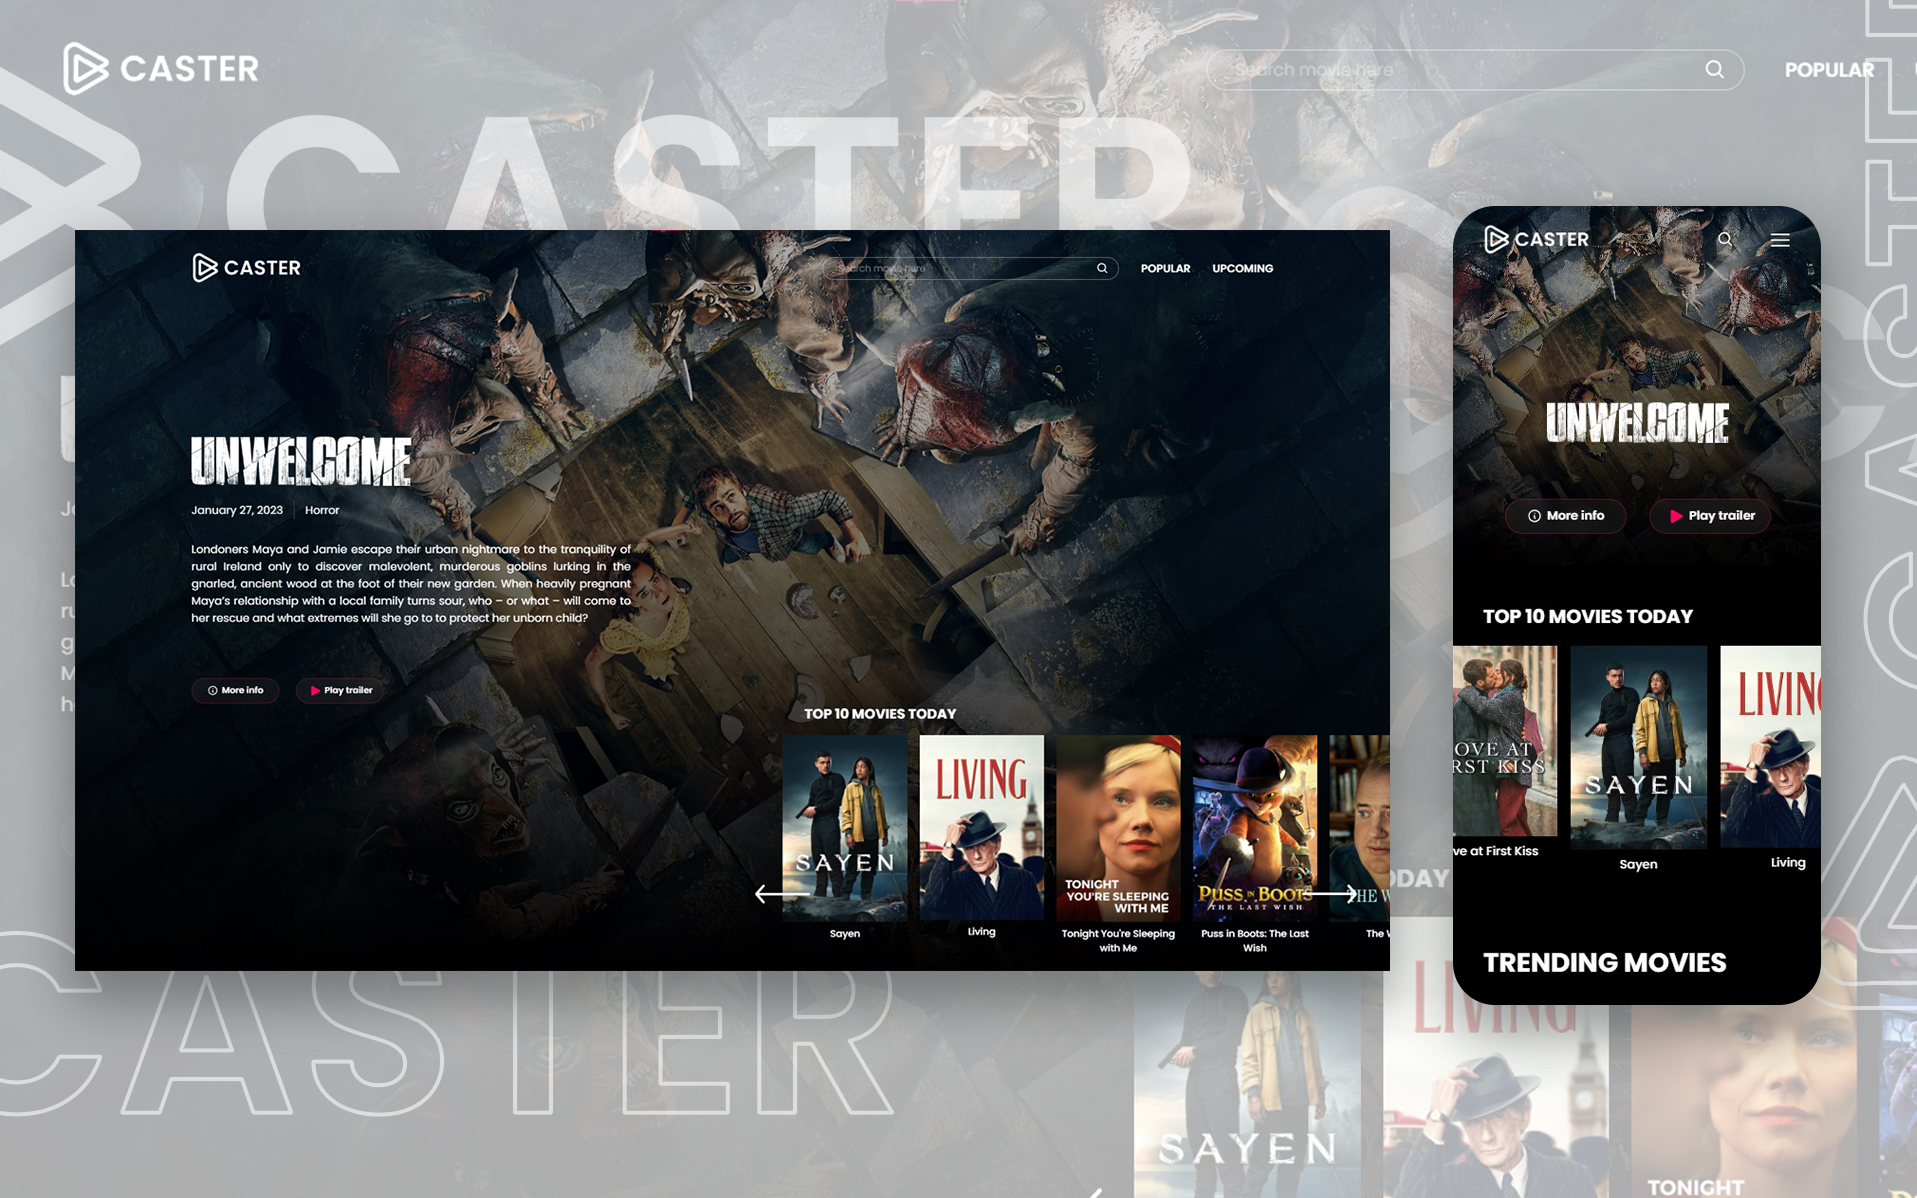 CASTER
Search movie here
POPULAR
CASTER
CASTER
Search movie here
POPULAR
UPCOMING
UNWELCOME
January 27, 2023
Horror
Londoners Maya and Jamie escape their urban nightmare to the tranquility of
rural Ireland only to discover malevolent, murderous goblins lurking in the
gnarled, ancient wood at the foot of their new garden. When heavily pregnant
Maya's relationship with a local family turns sour, who – or what – will come to
her rescue and what extremes will she go to to protect her unborn child?
More info
Play trailer
TOP 10 MOVIES TODAY
SAYEN
LIVING
TONIGHT
YOU'RE SLEEPING
WITH ME
PUSS IN BOOTS
THE LAST WISH
THE W
Sayen
Living
Tonight You're Sleeping
with Me
Puss in Boots: The Last
Wish
The
CASTER
UNWELCOME
More info
Play trailer
TOP 10 MOVIES TODAY
OVE AT
RST KISS
SAYEN
LIVIN
ve at First Kiss
Sayen
Living
TRENDING MOVIES
ODAY
CASTER
SAYEN
LIVING
TONIGHT